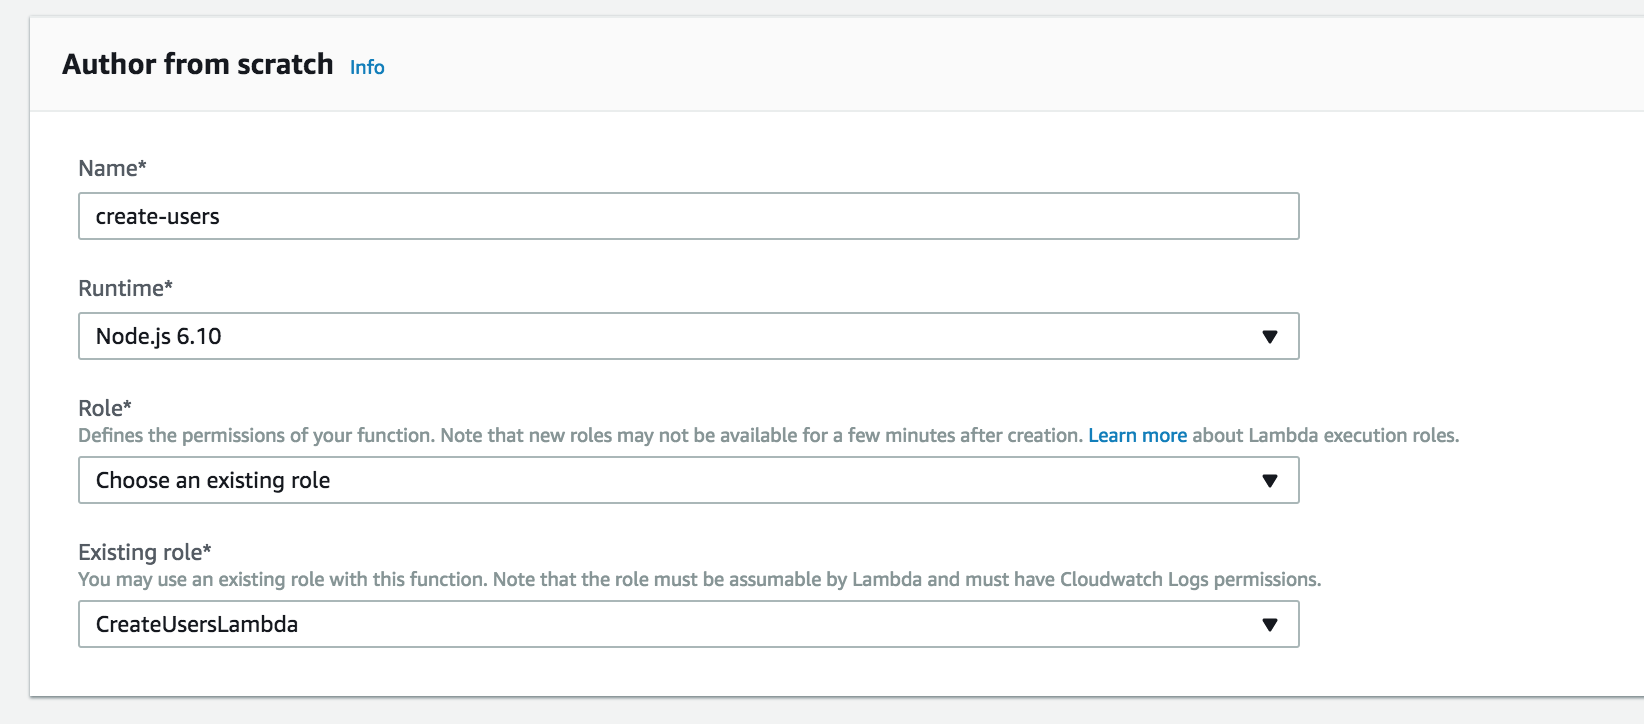 Author from scratch Info
Name*
create-users
Runtime*
Node.js 6.10
Role*
Defines the permissions of your function. Note that new roles may not be available for a few minutes after creation. Learn more about Lambda execution roles.
Choose an existing role
Existing role*
You may use an existing role with this function. Note that the role must be assumable by Lambda and must have Cloudwatch Logs permissions.
CreateUsersLambda